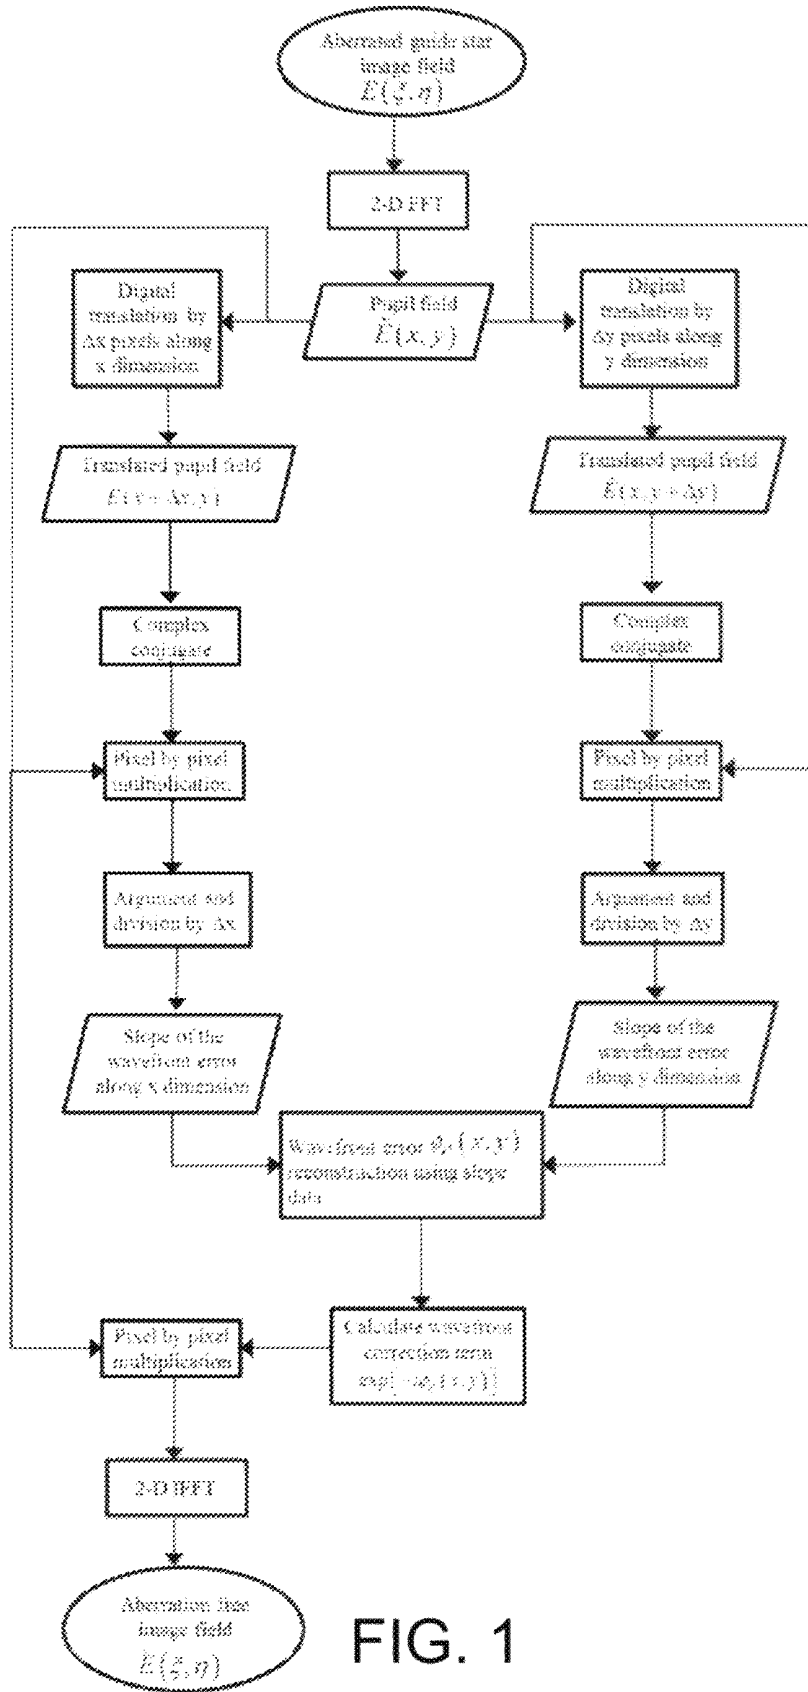 Aberrated guide star
image field
E(ξ, η)
2-D FFT
Pupil field
Ẽ(x, y)
Digital
translation by
Δx pixels along
x dimension
Digital
translation by
Δy pixels along
y dimension
Translated pupil field
Translated pupil field
Ẽ(x, y + Δy)
Complex
conjugate
Complex
conjugate
Pixel by pixel
multiplication
Pixel by pixel
multiplication
Argument and
division by Δx
Argument and
division by Δy
Slope of the
wavefront error
along x dimension
Slope of the
wavefront error
along y dimension
Wavefront error (x, y)
reconstruction using slope
data
Pixel by pixel
multiplication
Calculate wavefront
correction term
2-D IFFT
Aberration free
image field
FIG. 1